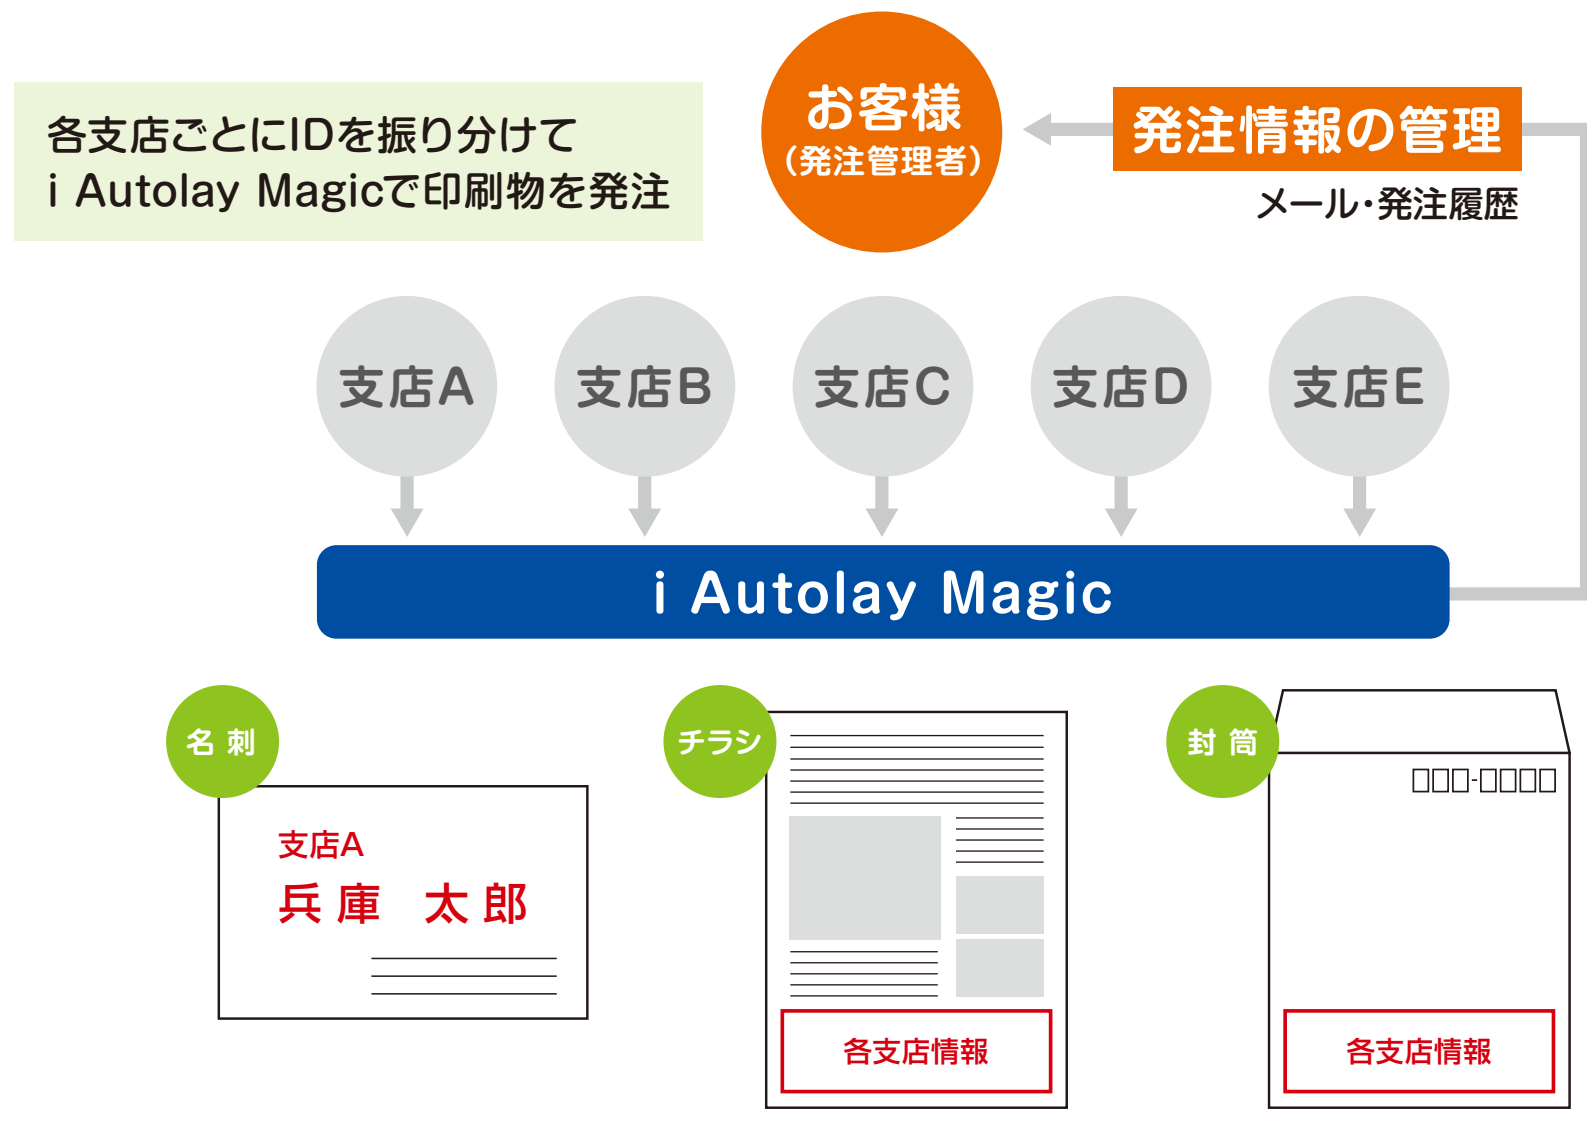 各支店ごとにIDを振り分けて
i Autolay Magicで印刷物を発注
お客様
(発注管理者)
発注情報の管理
メール・発注履歴
支店A
支店B
支店C
支店D
支店E
i Autolay Magic
名刺
支店A
兵庫 太郎
チラシ
各支店情報
封筒
□□□-□□□□
各支店情報